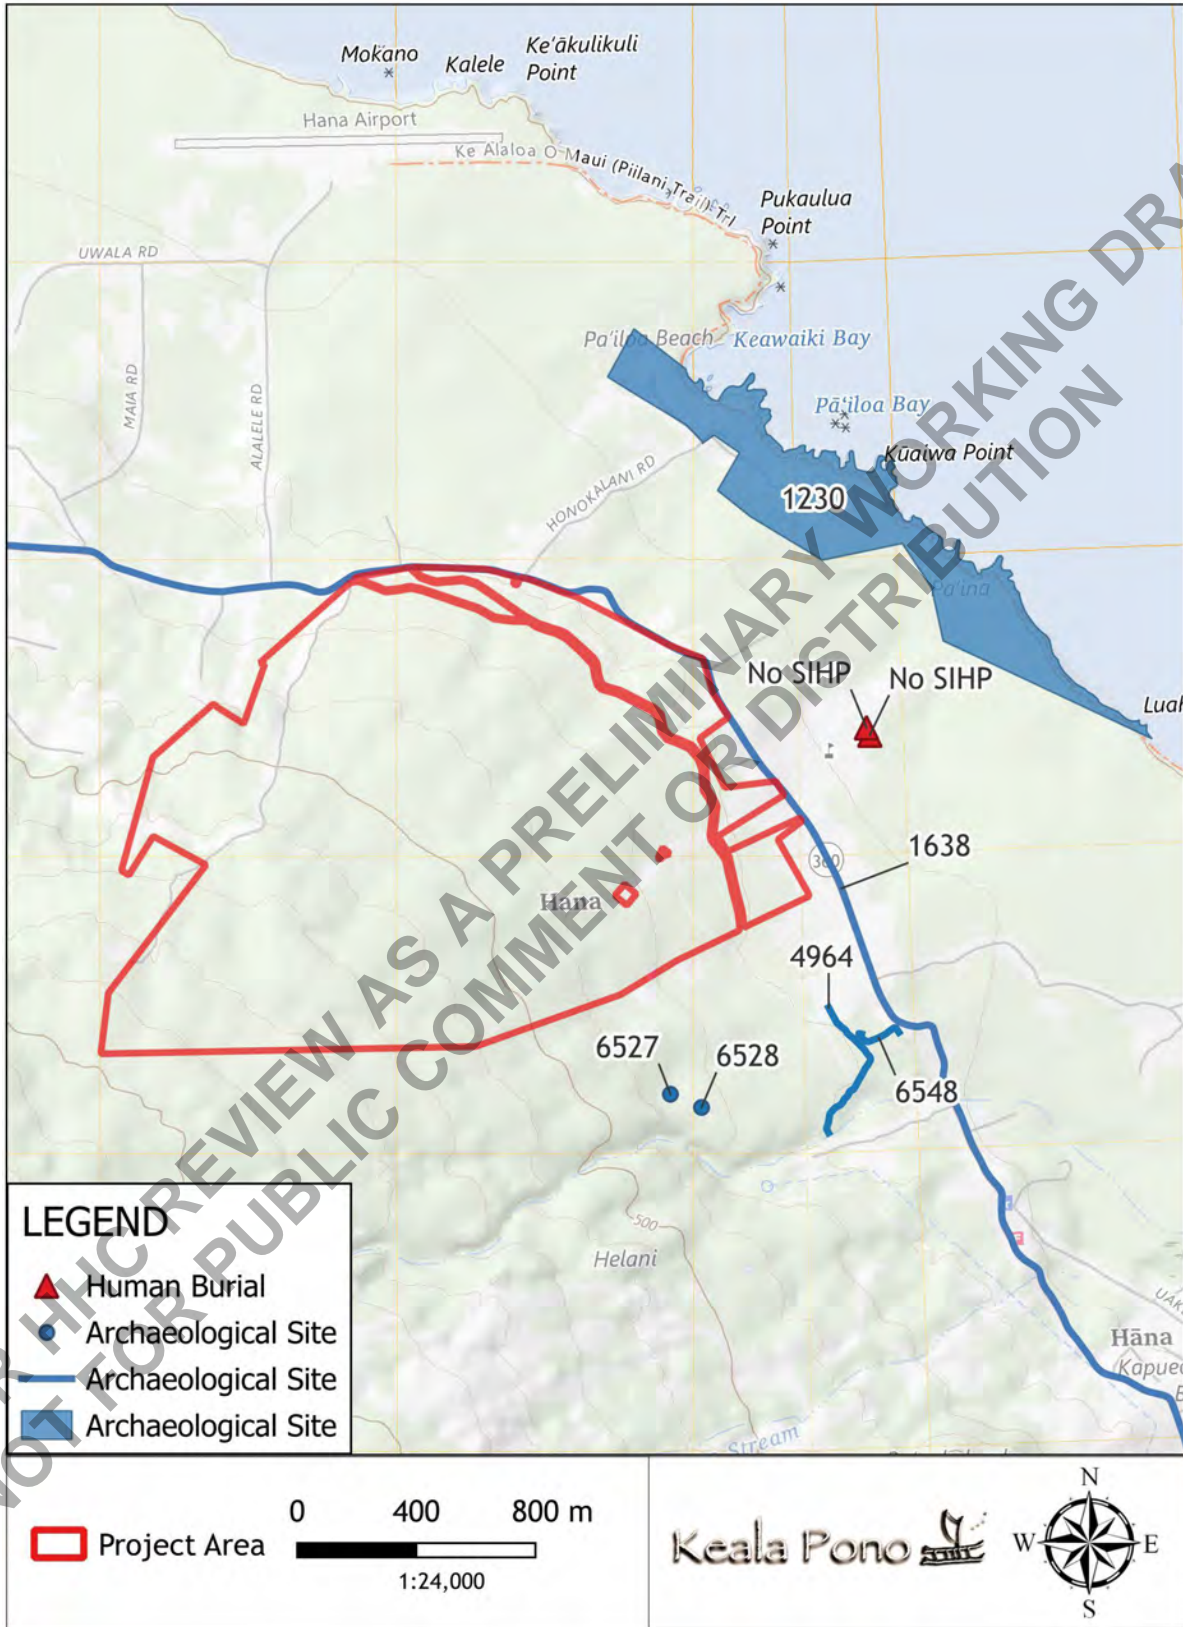 Mokano
Kalele
Ke'ākulikuli
Point
Hana Airport
Ke Alaloa O Maui (Piilani Trail) Trl
Pukaulua
Point
UWALA RD
MAIA RD
ALALELE RD
Pa'iloa Beach
Keawaiki Bay
Pā'iloa Bay
Kūaiwa Point
HONOKALANI RD
1230
Pa'ina
No SIHP
No SIHP
1638
360
Hana
4964
6527
6528
6548
500
Helani
Hāna
Stream
LEGEND
Human Burial
Archaeological Site
Archaeological Site
Archaeological Site
Project Area
0 400 800 m
1:24,000
Keala Pono
N
W E
S
HHC REVIEW AS A PRELIMINARY WORKING
NOT FOR PUBLIC COMMENT OR DISTRIBUTION